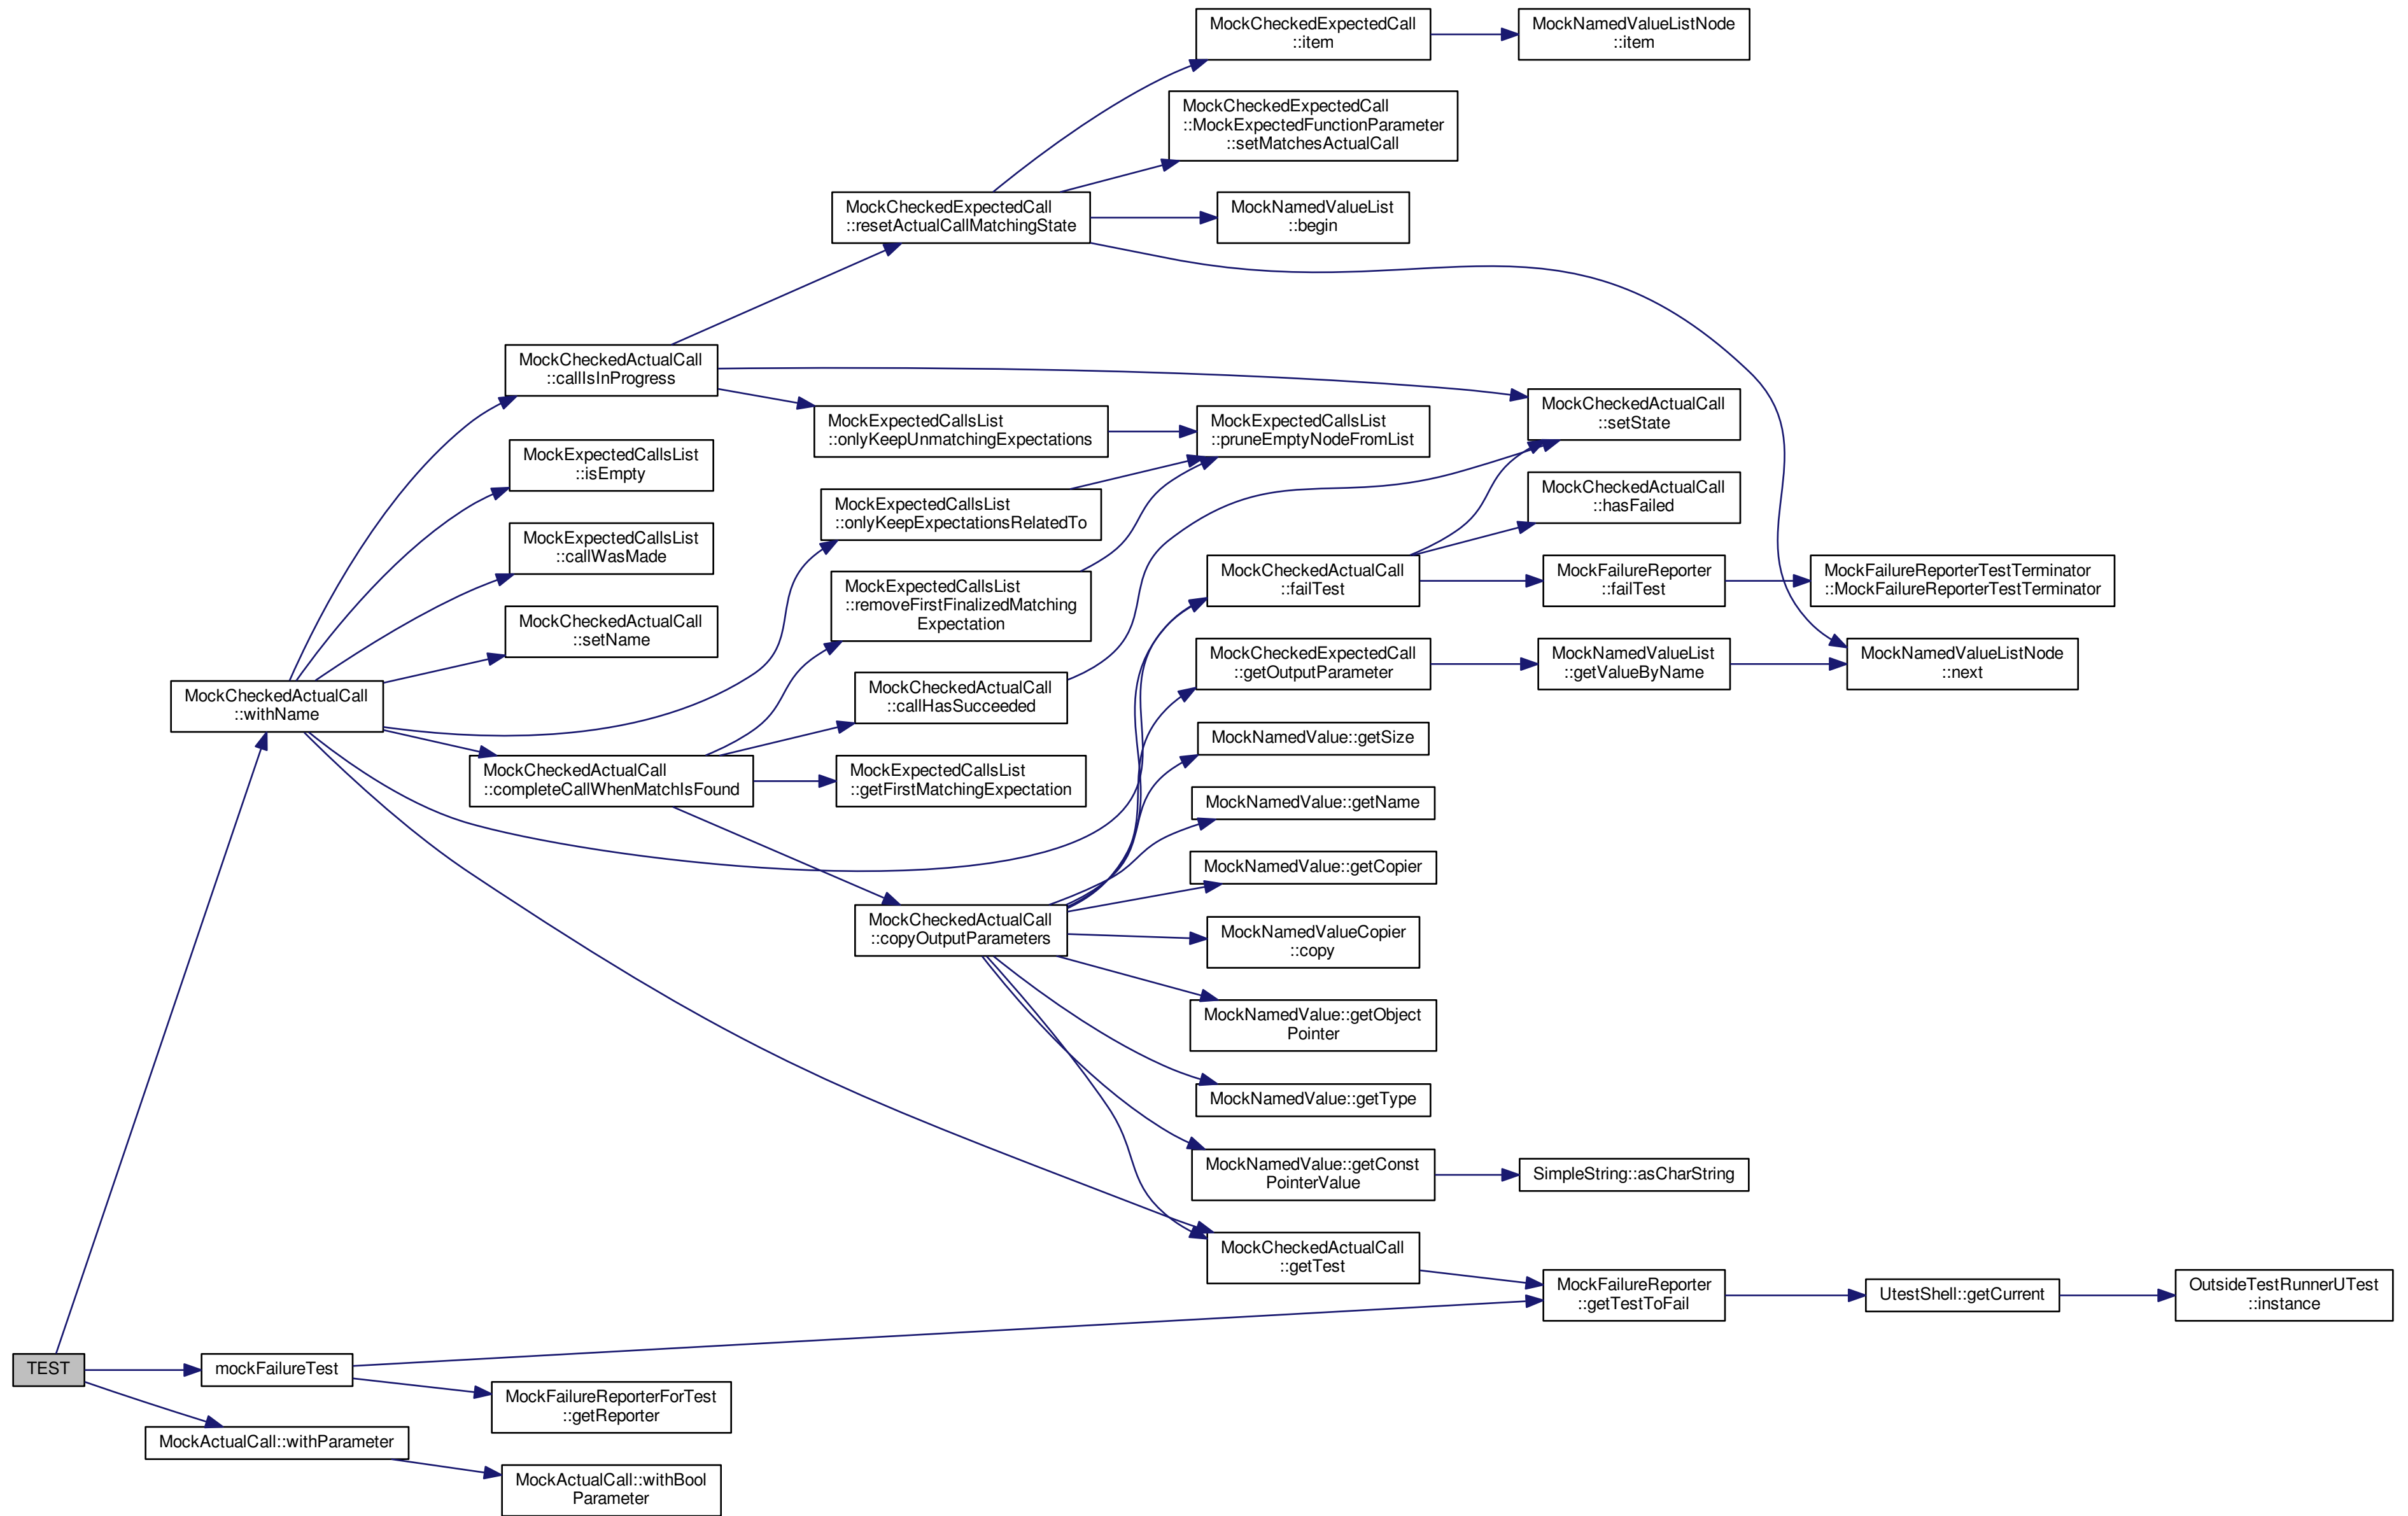 MockCheckedExpectedCall
::item
MockNamedValueListNode
::item
MockCheckedExpectedCall
::MockExpectedFunctionParameter
::setMatchesActualCall
MockCheckedExpectedCall
::resetActualCallMatchingState
MockNamedValueList
::begin
MockCheckedActualCall
::callIsInProgress
MockCheckedActualCall
::setState
MockExpectedCallsList
::onlyKeepUnmatchingExpectations
MockExpectedCallsList
::pruneEmptyNodeFromList
MockExpectedCallsList
::isEmpty
MockExpectedCallsList
::onlyKeepExpectationsRelatedTo
MockCheckedActualCall
::hasFailed
MockExpectedCallsList
::callWasMade
MockExpectedCallsList
::removeFirstFinalizedMatching
Expectation
MockCheckedActualCall
::failTest
MockFailureReporter
::failTest
MockFailureReporterTestTerminator
::MockFailureReporterTestTerminator
MockCheckedActualCall
::setName
MockCheckedExpectedCall
::getOutputParameter
MockNamedValueList
::getValueByName
MockNamedValueListNode
::next
MockCheckedActualCall
::withName
MockCheckedActualCall
::callHasSucceeded
MockNamedValue::getSize
MockCheckedActualCall
::completeCallWhenMatchIsFound
MockExpectedCallsList
::getFirstMatchingExpectation
MockNamedValue::getName
MockNamedValue::getCopier
MockCheckedActualCall
::copyOutputParameters
MockNamedValueCopier
::copy
MockNamedValue::getObject
Pointer
MockNamedValue::getType
MockNamedValue::getConst
PointerValue
SimpleString::asCharString
MockCheckedActualCall
::getTest
MockFailureReporter
::getTestToFail
UtestShell::getCurrent
OutsideTestRunnerUTest
::instance
TEST
mockFailureTest
MockFailureReporterForTest
::getReporter
MockActualCall::withParameter
MockActualCall::withBool
Parameter